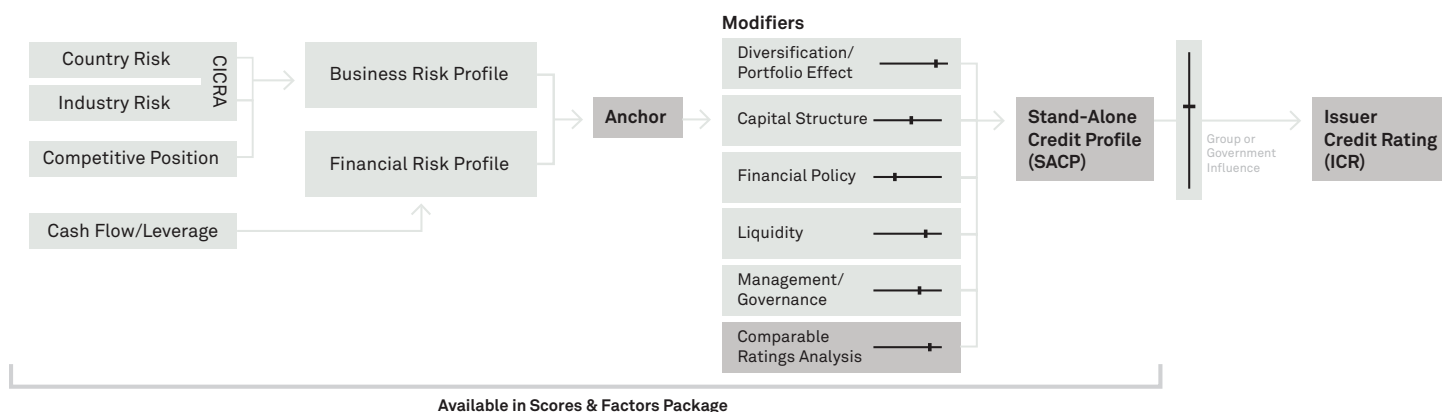 Modifiers
Country Risk
Industry Risk
CICRA
Competitive Position
Cash Flow/Leverage
Business Risk Profile
Financial Risk Profile
Anchor
Diversification/
Portfolio Effect
Capital Structure
Financial Policy
Liquidity
Management/
Governance
Comparable
Ratings Analysis
Stand-Alone
Credit Profile
(SACP)
Group or
Government
Influence
Issuer
Credit Rating
(ICR)
Available in Scores & Factors Package